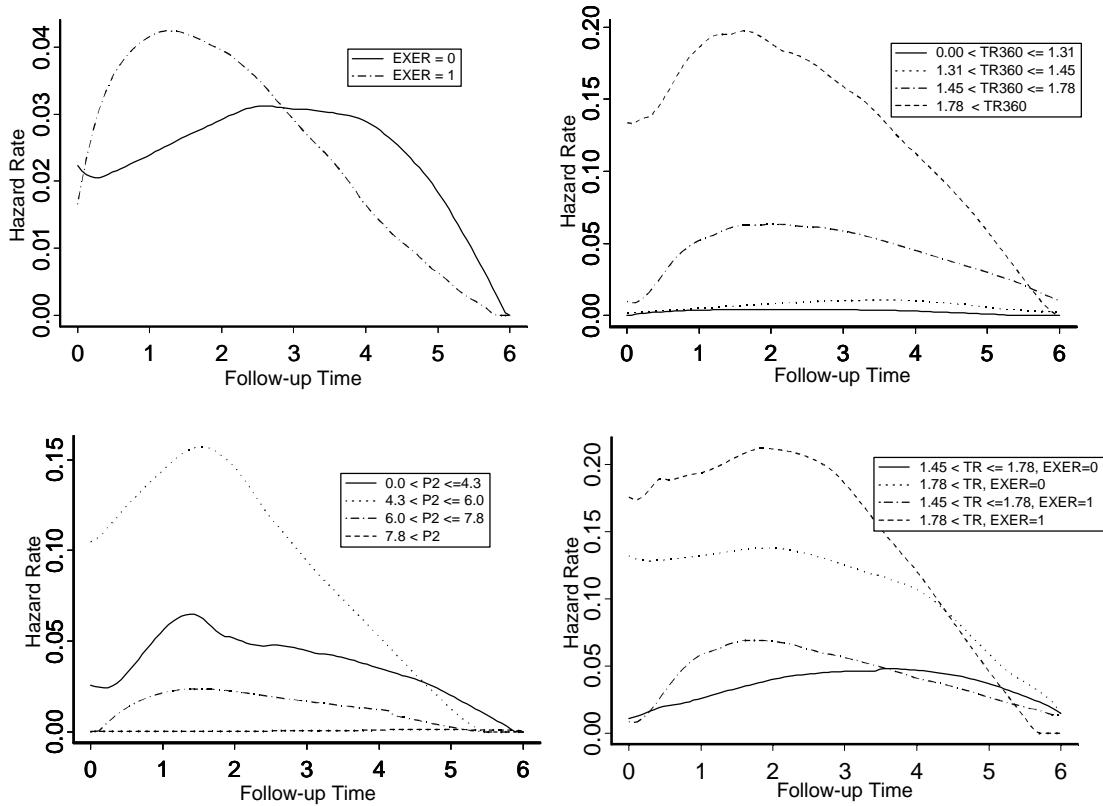 0.04
0.03
0.02
0.01
0.00
Hazard Rate
EXER = 0
EXER = 1
0 1 2 3 4 5 6
Follow-up Time
0.20
0.15
0.10
0.05
0.00
Hazard Rate
0.00 < TR360 <= 1.31
1.31 < TR360 <= 1.45
1.45 < TR360 <= 1.78
1.78 < TR360
0 1 2 3 4 5 6
Follow-up Time
0.15
0.10
0.05
0.00
Hazard Rate
0.0 < P2 <=4.3
4.3 < P2 <= 6.0
6.0 < P2 <= 7.8
7.8 < P2
0 1 2 3 4 5 6
Follow-up Time
0.20
0.15
0.10
0.05
0.00
Hazard Rate
1.45 < TR <= 1.78, EXER=0
1.78 < TR, EXER=0
1.45 < TR <=1.78, EXER=1
1.78 < TR, EXER=1
0 1 2 3 4 5 6
Follow-up Time